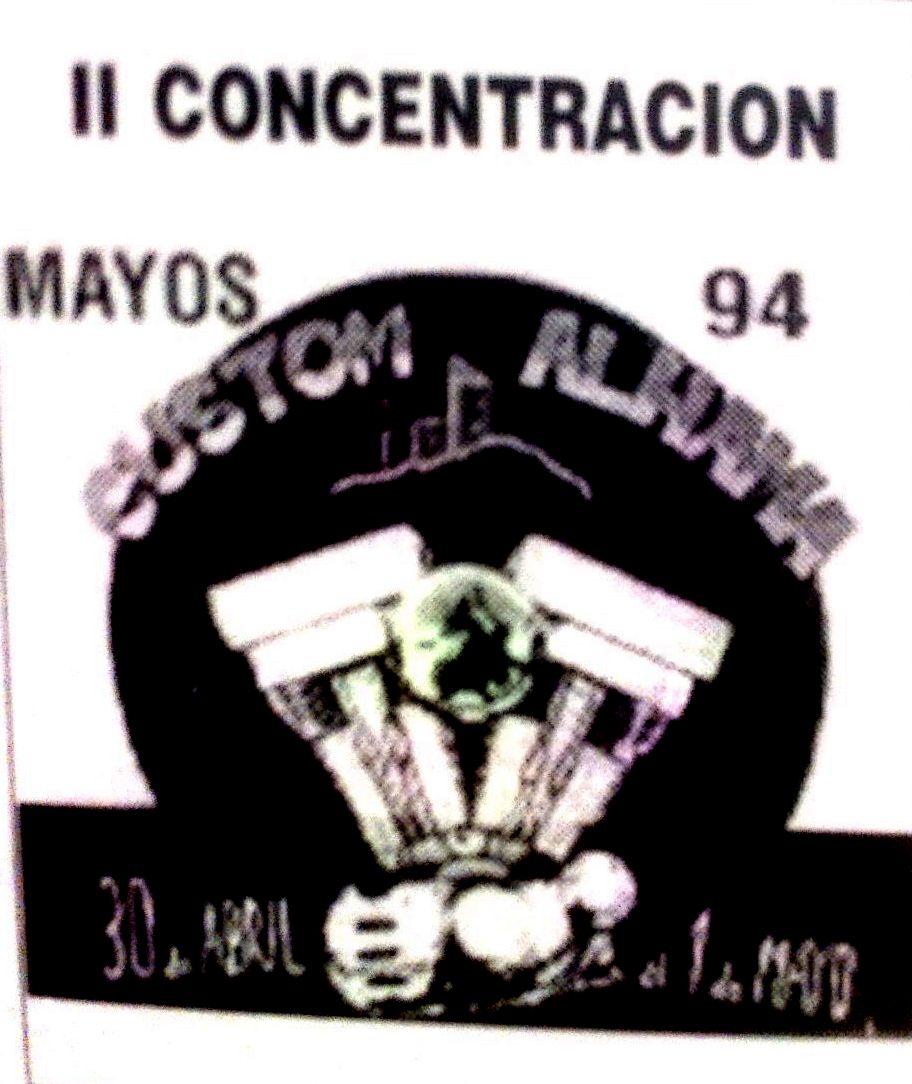 II CONCENTRACION
MAYOS 94
CUSTOM ALHAMA
30 de ABRIL al 1 de MAYO